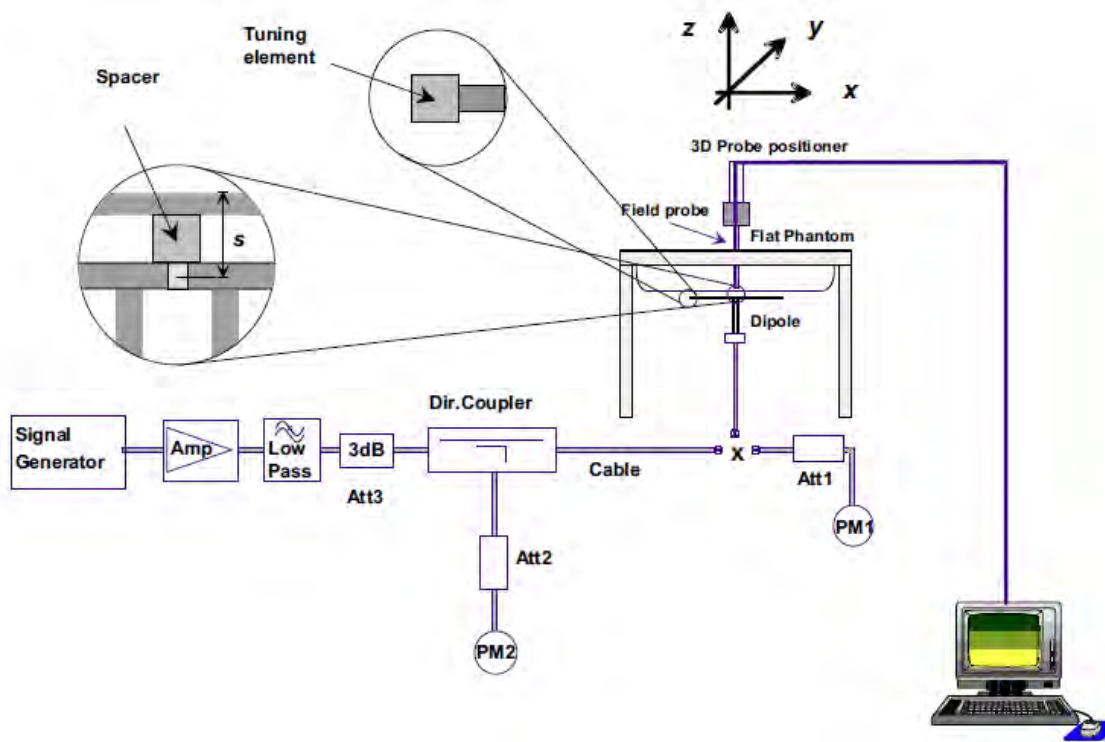 Tuning
element
Spacer
s
z
y
x
3D Probe positioner
Field probe
Flat Phantom
Dipole
Signal
Generator
Amp
Low
Pass
3dB
Att3
Dir.Coupler
Cable
x
Att1
PM1
Att2
PM2